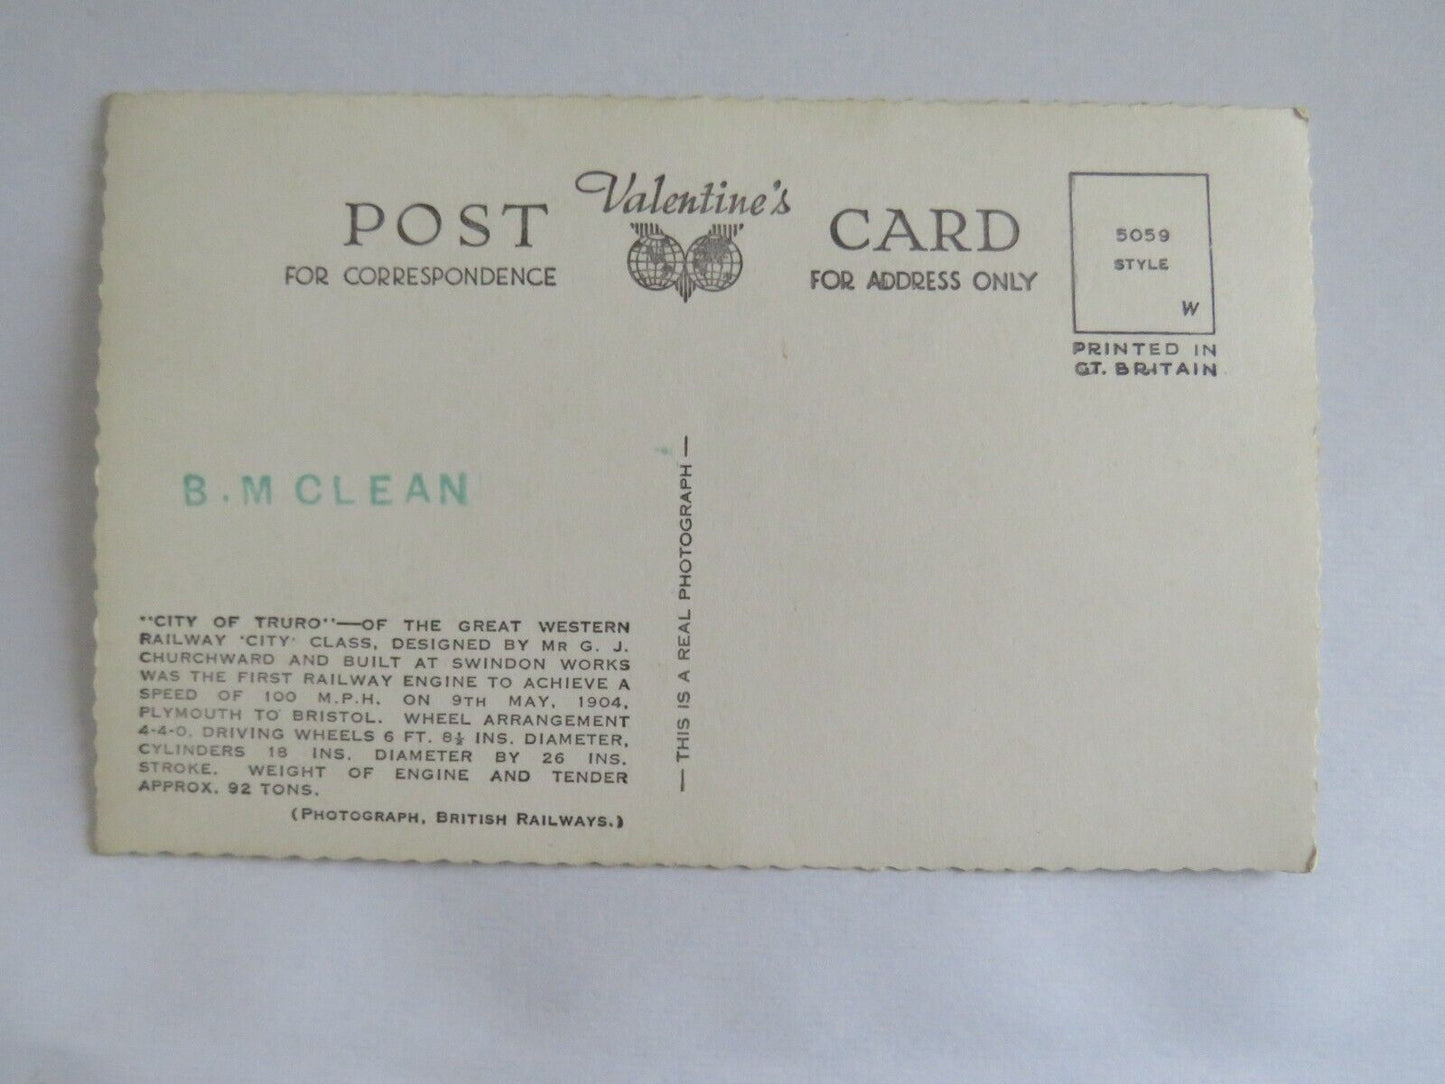 Valentine's
POST CARD
FOR CORRESPONDENCE
FOR ADDRESS ONLY
5059
STYLE
W
PRINTED IN
GT. BRITAIN
B. MCLEAN
"CITY OF TRURO"—OF THE GREAT WESTERN
RAILWAY 'CITY' CLASS, DESIGNED BY MR G. J.
CHURCHWARD AND BUILT AT SWINDON WORKS
WAS THE FIRST RAILWAY ENGINE TO ACHIEVE A
SPEED OF 100 M.P.H. ON 9TH MAY, 1904,
PLYMOUTH TO BRISTOL. WHEEL ARRANGEMENT
4-4-0. DRIVING WHEELS 6 FT. 8½ INS. DIAMETER,
CYLINDERS 18 INS. DIAMETER BY 26 INS.
STROKE. WEIGHT OF ENGINE AND TENDER
APPROX. 92 TONS.
(PHOTOGRAPH, BRITISH RAILWAYS.)
—THIS IS A REAL PHOTOGRAPH—